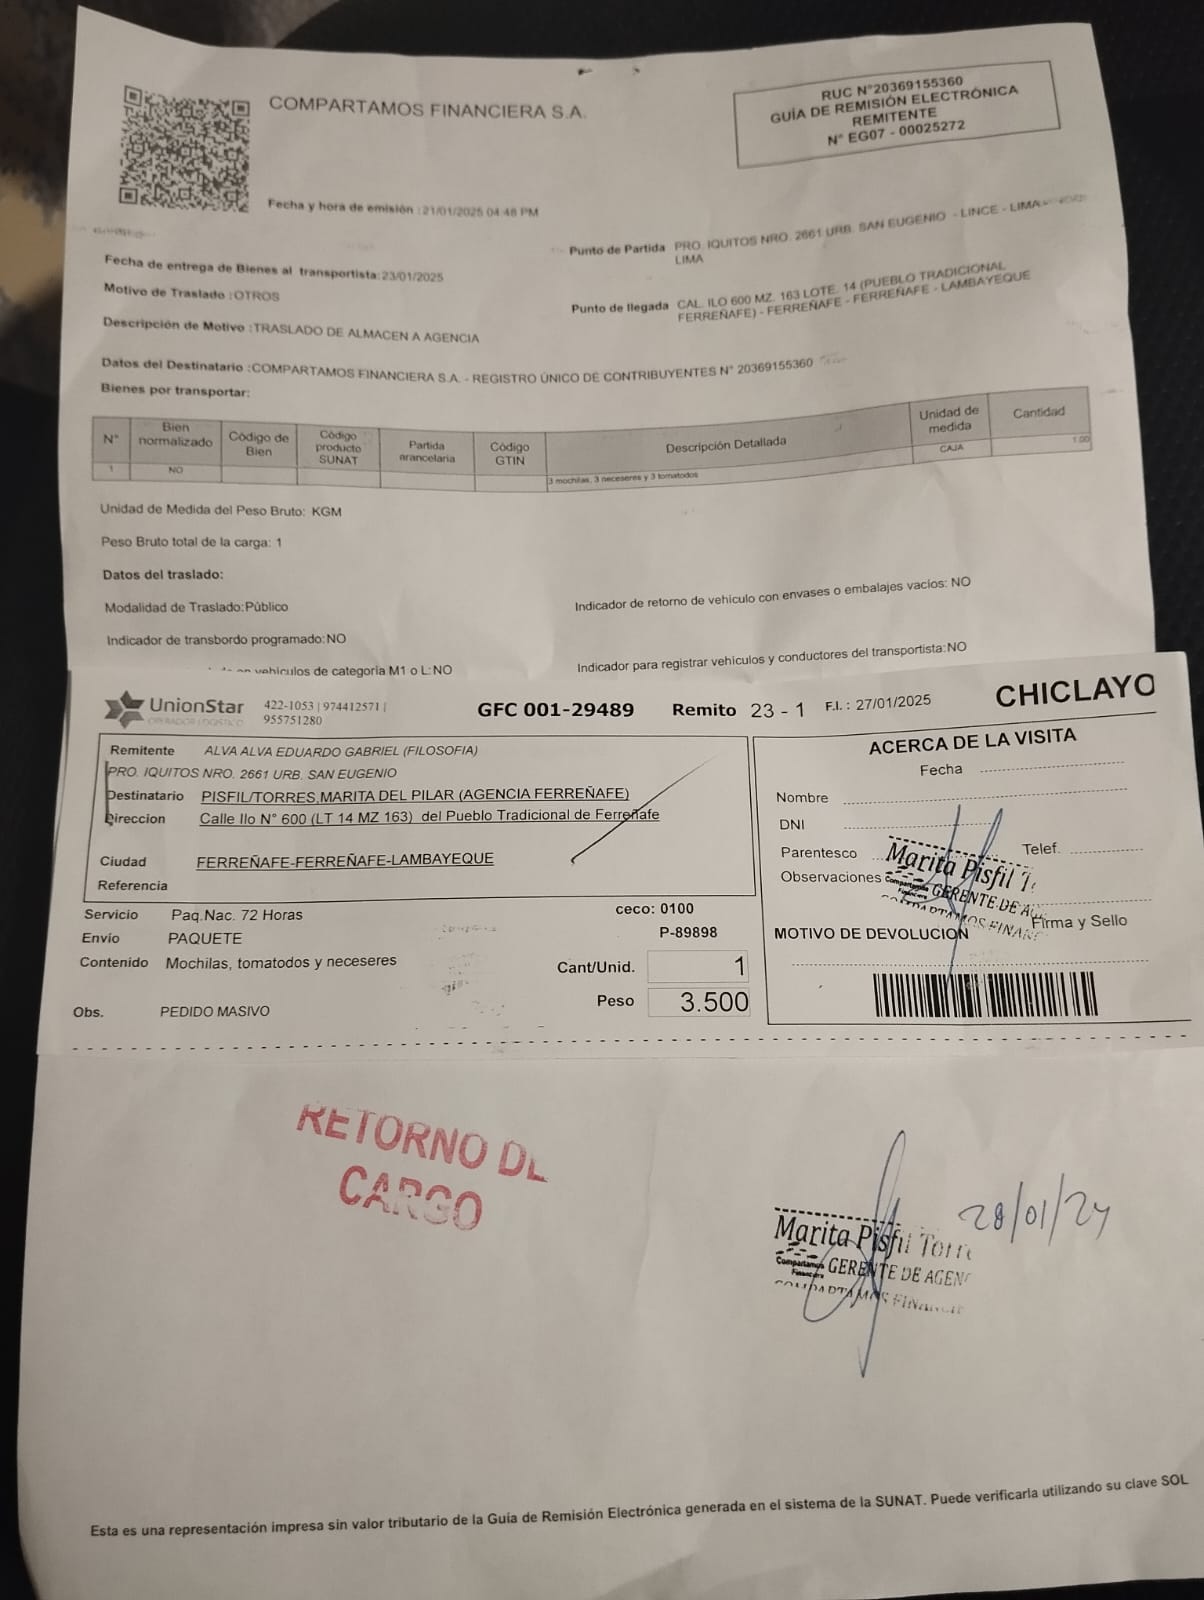 COMPARTAMOS FINANCIERA S.A.
RUC N°20369155360
GUÍA DE REMISIÓN ELECTRÓNICA
REMITENTE
N° EG07 - 00025272
Fecha y hora de emisión :21/01/2025 04:48 PM
Fecha de entrega de Bienes al transportista:23/01/2025
Punto de Partida PRO. IQUITOS NRO. 2661 URB. SAN EUGENIO - LINCE - LIMA -
LIMA
Motivo de Traslado :OTROS
Punto de llegada CAL. ILO 600 MZ. 163 LOTE. 14 (PUEBLO TRADICIONAL
FERREÑAFE) - FERREÑAFE - FERREÑAFE - LAMBAYEQUE
Descripción de Motivo :TRASLADO DE ALMACEN A AGENCIA
Datos del Destinatario :COMPARTAMOS FINANCIERA S.A. - REGISTRO ÚNICO DE CONTRIBUYENTES N° 20369155360
Bienes por transportar:
N° Bien normalizado Código de Bien Código producto SUNAT Partida arancelaria Código GTIN Descripción Detallada Unidad de medida Cantidad
1 NO 3 mochilas, 3 neceseres y 3 tomatodos CAJA 1.00
Unidad de Medida del Peso Bruto: KGM
Peso Bruto total de la carga: 1
Datos del traslado:
Modalidad de Traslado:Público
Indicador de retorno de vehículo con envases o embalajes vacíos: NO
Indicador de transbordo programado:NO
en vehículos de categoría M1 o L:NO
Indicador para registrar vehículos y conductores del transportista:NO
UnionStar
OPERADOR LOGÍSTICO
422-1053 | 974412571 |
955751280
GFC 001-29489 Remito 23 - 1 F.I. : 27/01/2025 CHICLAYO
Remitente ALVA ALVA EDUARDO GABRIEL (FILOSOFIA)
PRO. IQUITOS NRO. 2661 URB. SAN EUGENIO
Destinatario PISFIL/TORRES,MARITA DEL PILAR (AGENCIA FERREÑAFE)
Direccion Calle Ilo N° 600 (LT 14 MZ 163) del Pueblo Tradicional de Ferreñafe
Ciudad FERREÑAFE-FERREÑAFE-LAMBAYEQUE
Referencia
Servicio Paq.Nac. 72 Horas ceco: 0100
Envío PAQUETE P-89898
Contenido Mochilas, tomatodos y neceseres
Cant/Unid. 1
Peso 3.500
Obs. PEDIDO MASIVO
ACERCA DE LA VISITA
Fecha
Nombre
DNI
Parentesco Telef.
Observaciones
Marita Pisfil T
Compartamos
Financiera
GERENTE DE
Firma y Sello
MOTIVO DE DEVOLUCION
RETORNO DE
CARGO
28/01/24
Marita Pisfil Torre
Compartamos
Financiera
GERENTE DE AGEN
COMPARTAMOS FINANCIE
Esta es una representación impresa sin valor tributario de la Guía de Remisión Electrónica generada en el sistema de la SUNAT. Puede verificarla utilizando su clave SOL